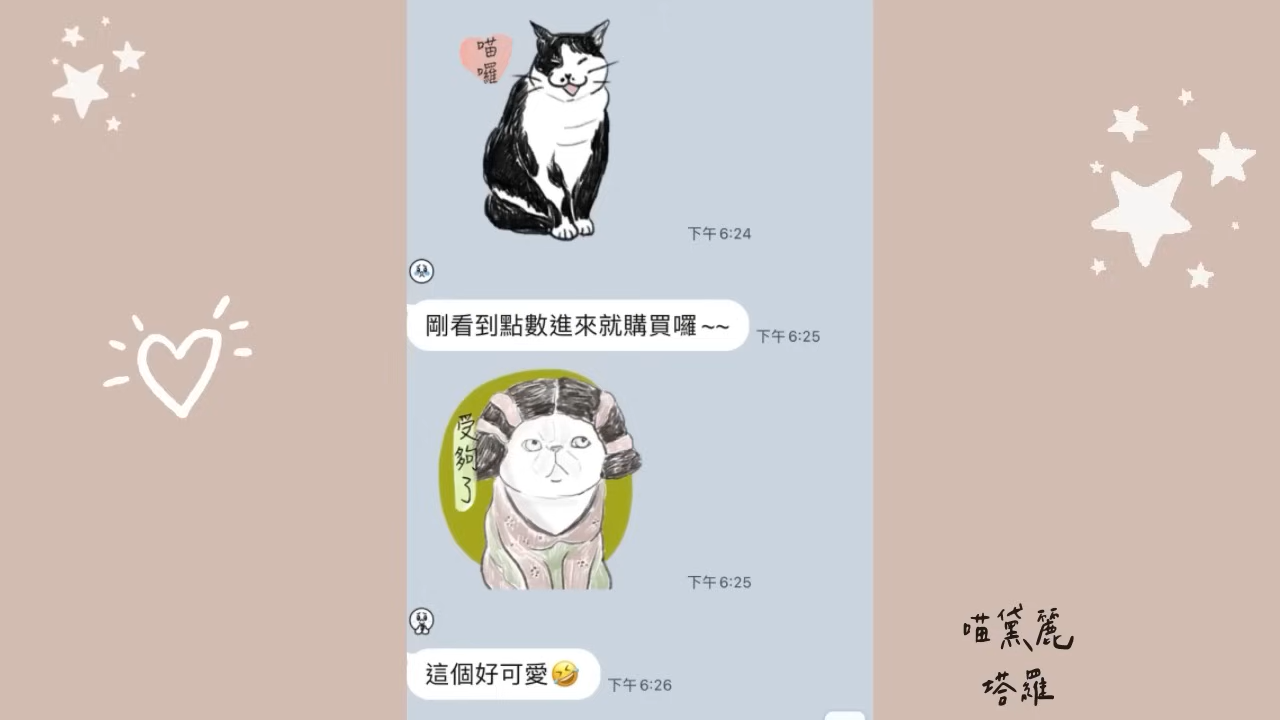 喵
囉
下午 6:24
剛看到點數進來就購買囉~~
下午 6:25
受夠了
下午 6:25
這個好可愛🤣
下午 6:26
喵黛麗
塔羅